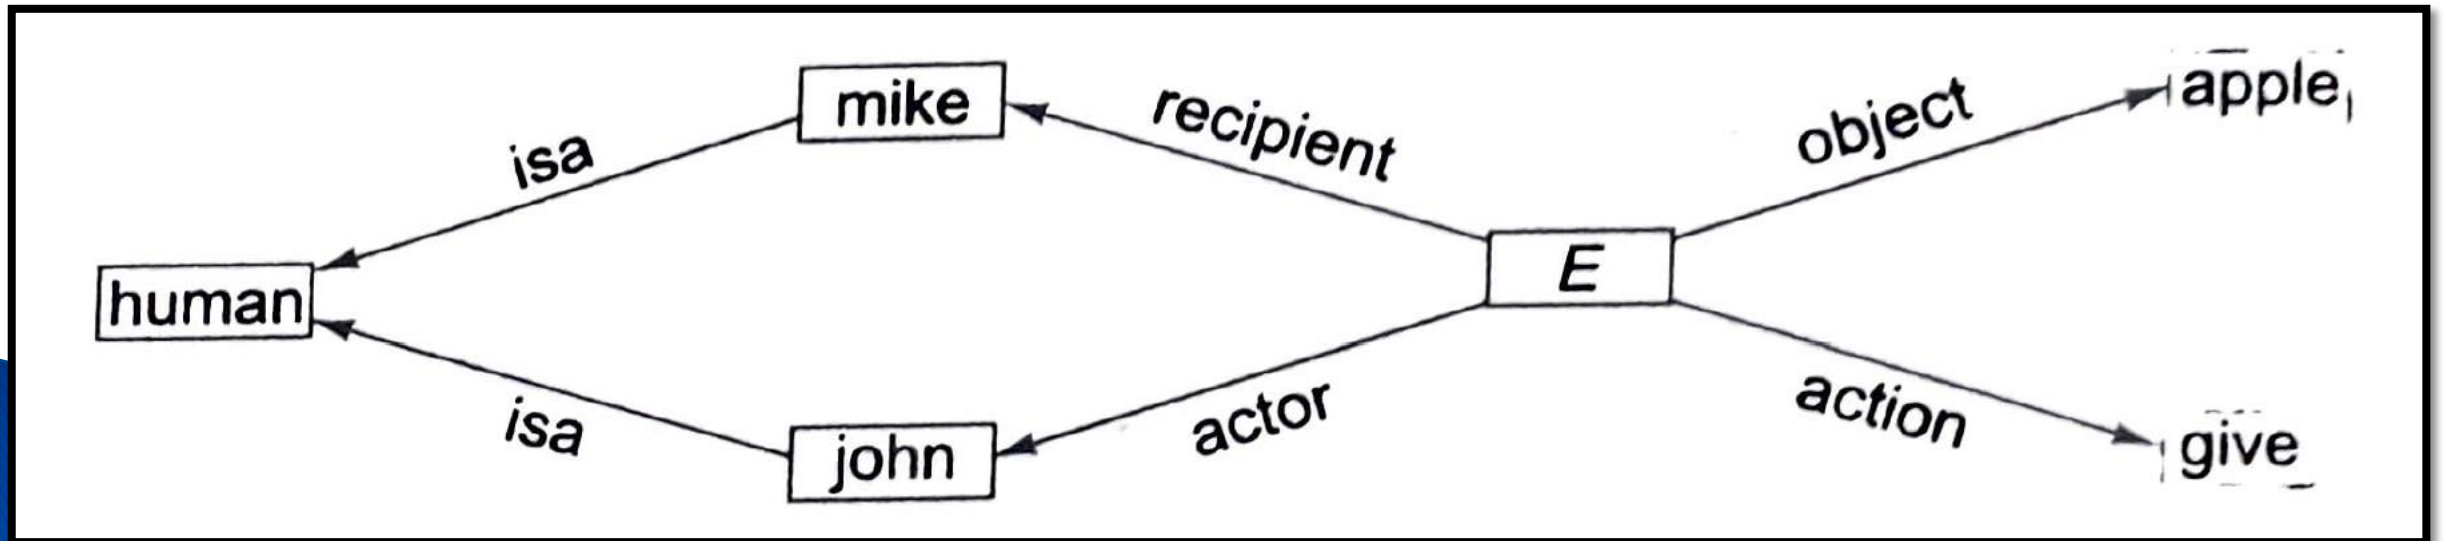 mike
recipient
object
apple
isa
E
human
isa
john
actor
action
give